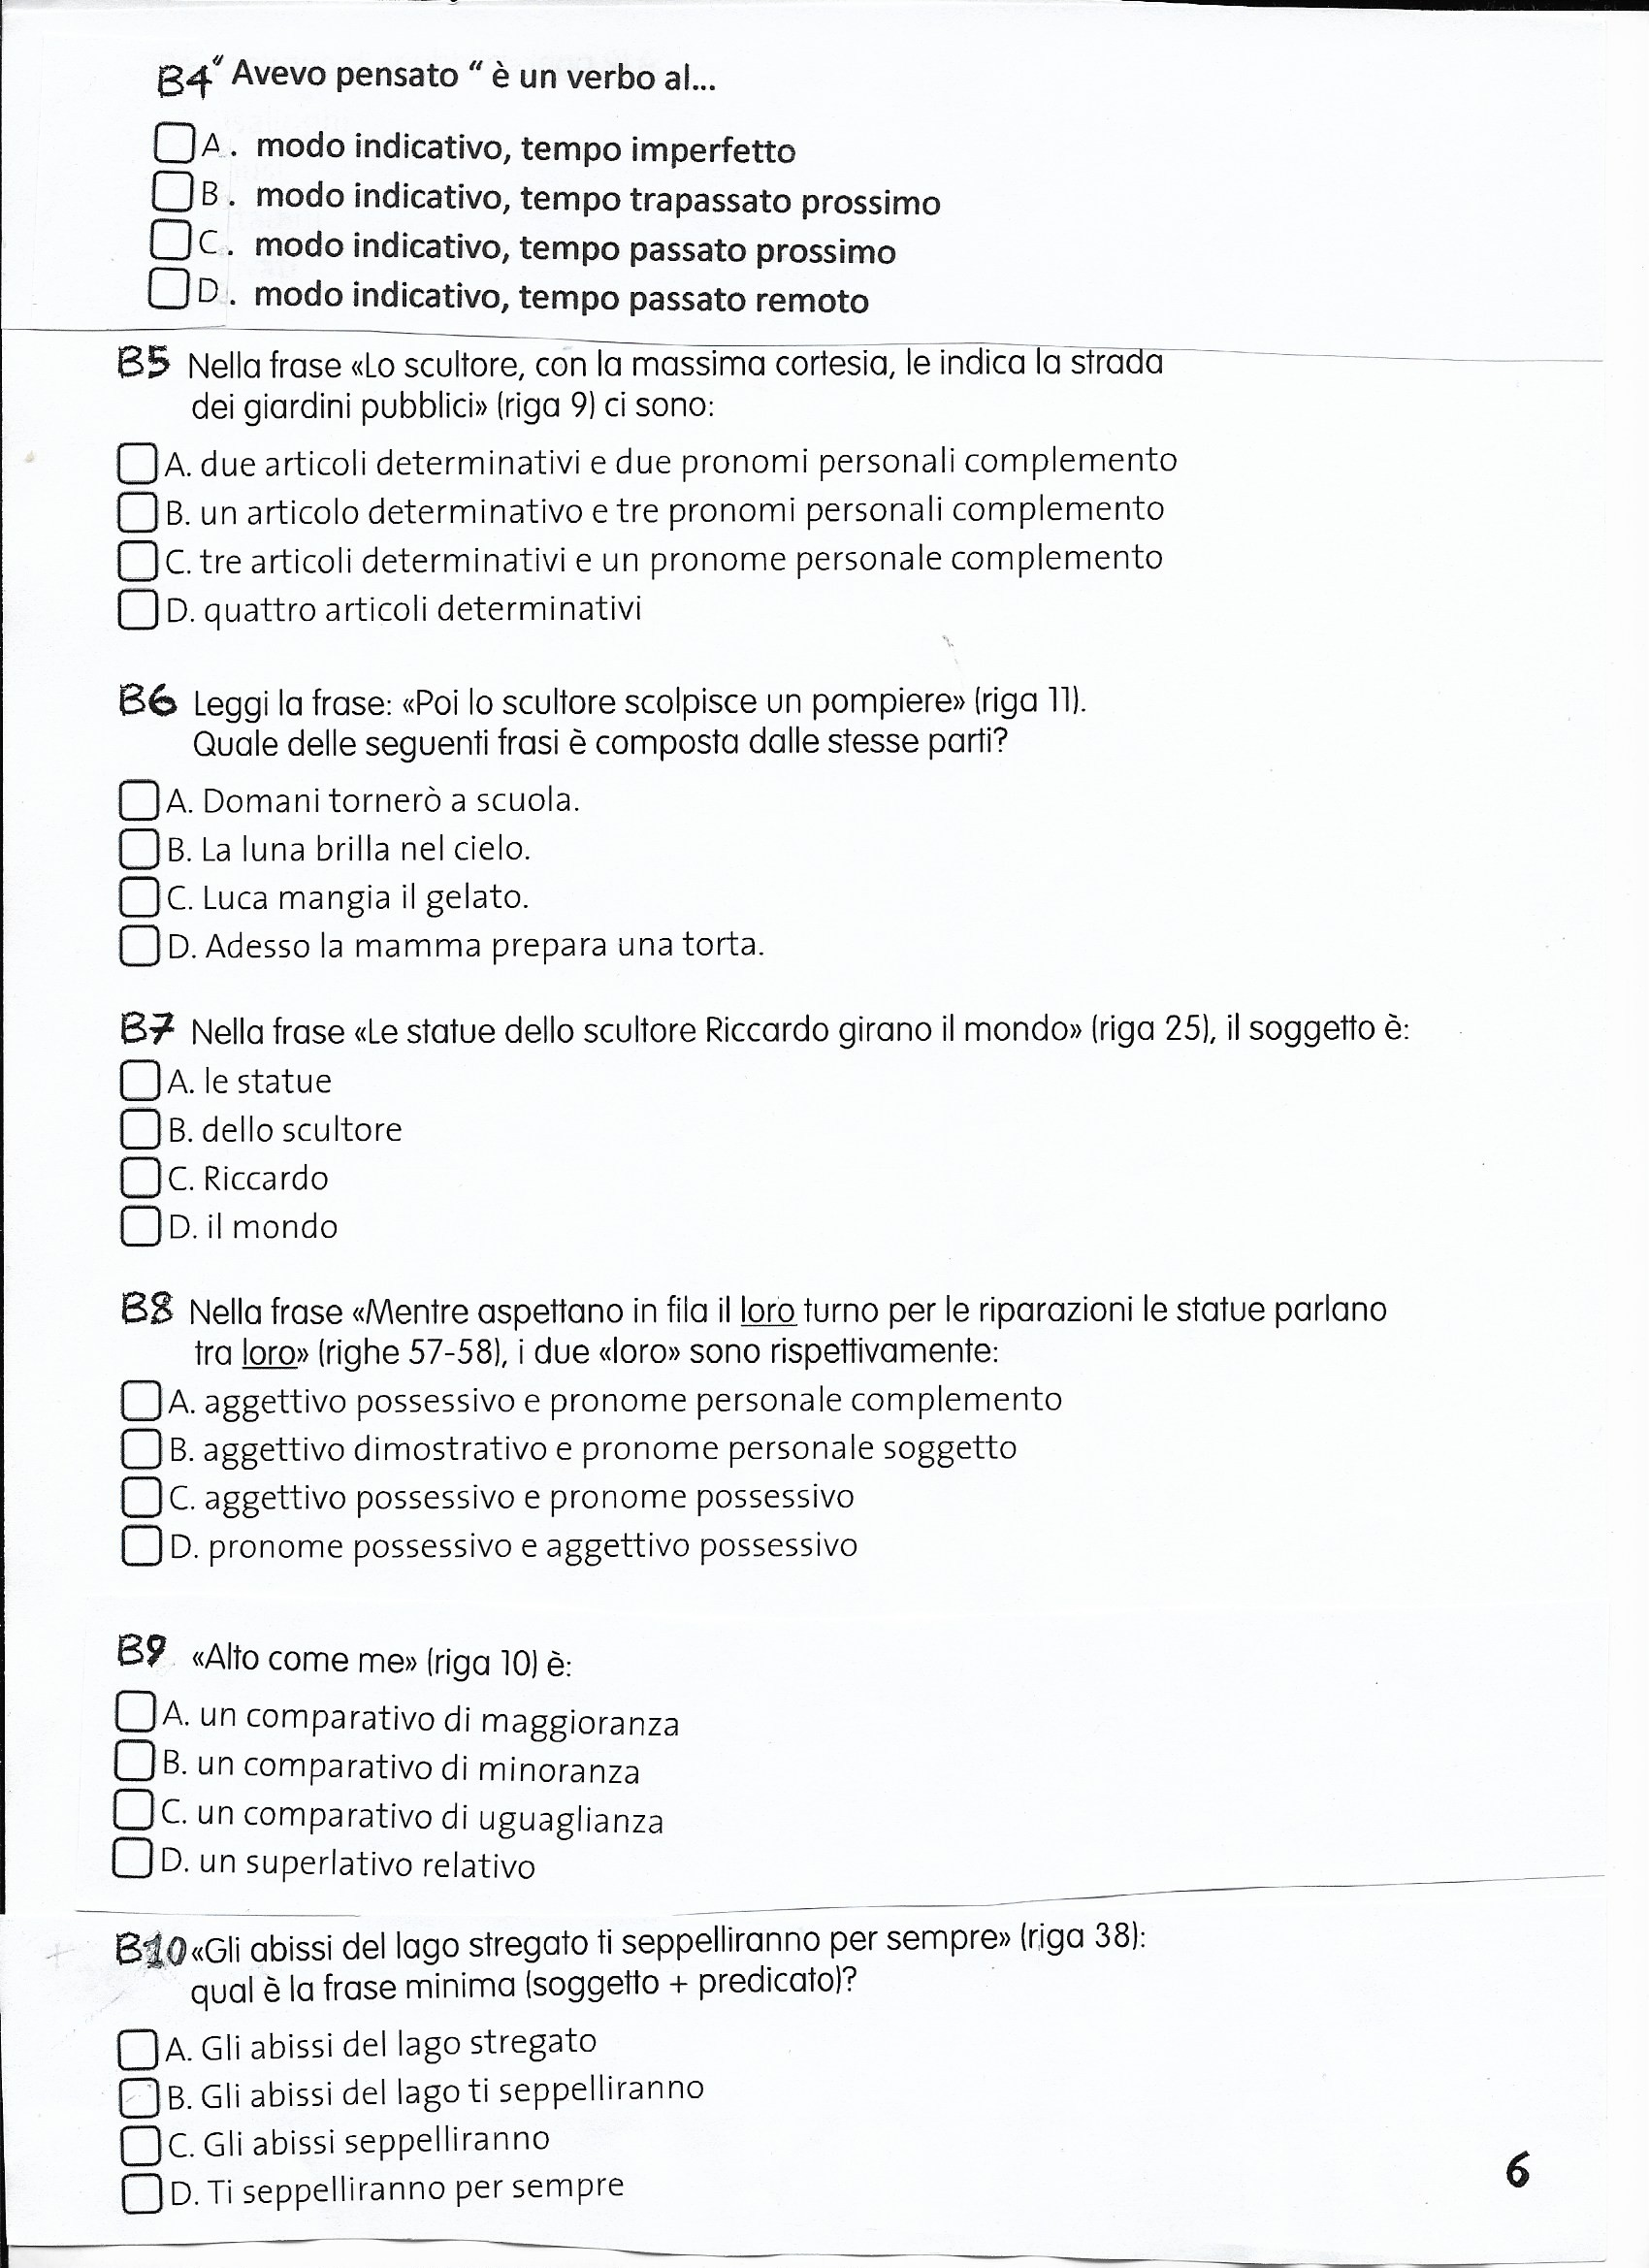 B4 “ Avevo pensato “ è un verbo al...
A. modo indicativo, tempo imperfetto
B. modo indicativo, tempo trapassato prossimo
C. modo indicativo, tempo passato prossimo
D. modo indicativo, tempo passato remoto
B5 Nella frase «Lo scultore, con la massima cortesia, le indica la strada
dei giardini pubblici» (riga 9) ci sono:
A. due articoli determinativi e due pronomi personali complemento
B. un articolo determinativo e tre pronomi personali complemento
C. tre articoli determinativi e un pronome personale complemento
D. quattro articoli determinativi
B6 Leggi la frase: «Poi lo scultore scolpisce un pompiere» (riga 11).
Quale delle seguenti frasi è composta dalle stesse parti?
A. Domani tornerò a scuola.
B. La luna brilla nel cielo.
C. Luca mangia il gelato.
D. Adesso la mamma prepara una torta.
B7 Nella frase «Le statue dello scultore Riccardo girano il mondo» (riga 25), il soggetto è:
A. le statue
B. dello scultore
C. Riccardo
D. il mondo
B8 Nella frase «Mentre aspettano in fila il loro turno per le riparazioni le statue parlano
tra loro» (righe 57-58), i due «loro» sono rispettivamente:
A. aggettivo possessivo e pronome personale complemento
B. aggettivo dimostrativo e pronome personale soggetto
C. aggettivo possessivo e pronome possessivo
D. pronome possessivo e aggettivo possessivo
B9 «Alto come me» (riga 10) è:
A. un comparativo di maggioranza
B. un comparativo di minoranza
C. un comparativo di uguaglianza
D. un superlativo relativo
B10 «Gli abissi del lago stregato ti seppelliranno per sempre» (riga 38):
qual è la frase minima (soggetto + predicato)?
A. Gli abissi del lago stregato
B. Gli abissi del lago ti seppelliranno
C. Gli abissi seppelliranno
D. Ti seppelliranno per sempre
6